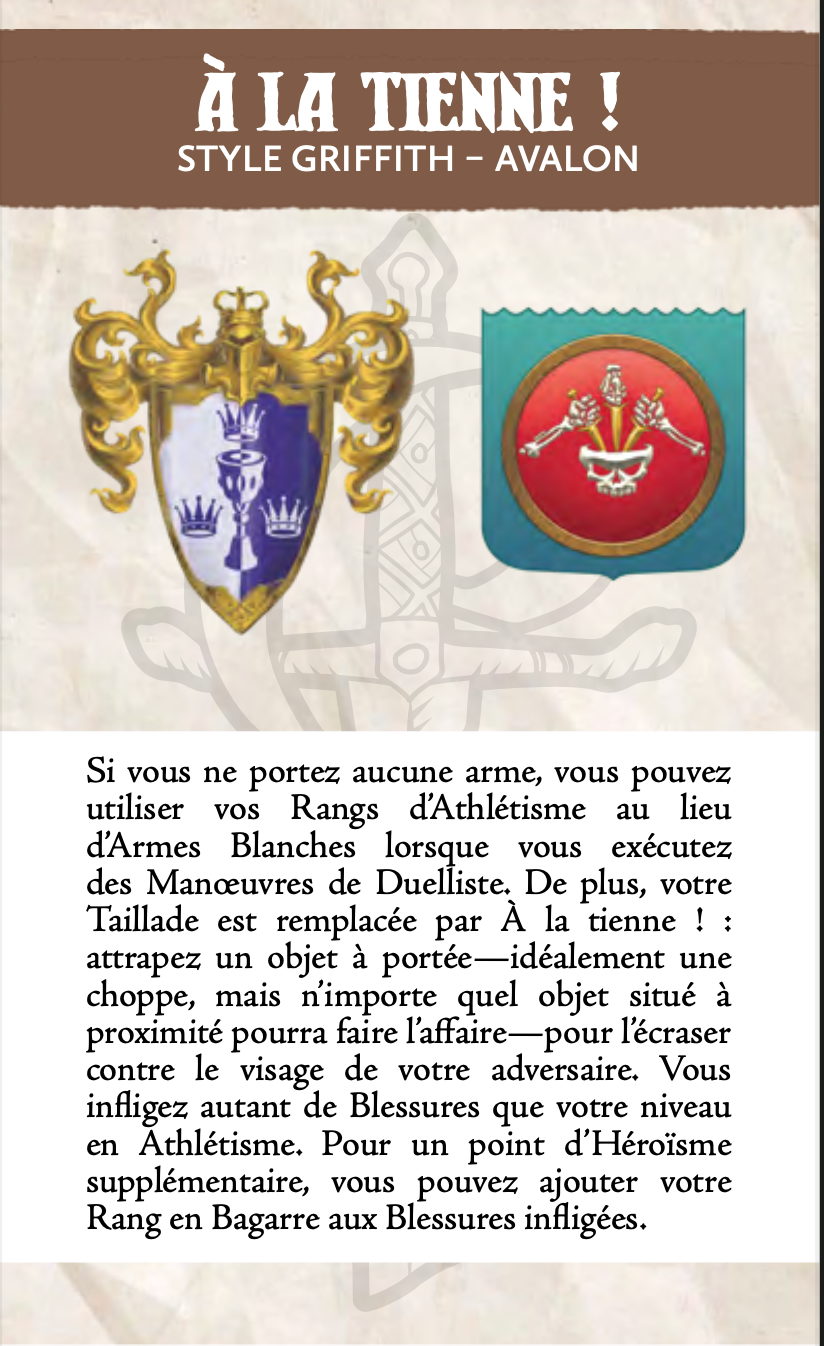 À LA TIENNE !
STYLE GRIFFITH – AVALON
Si vous ne portez aucune arme, vous pouvez
utiliser vos Rangs d’Athlétisme au lieu
d’Armes Blanches lorsque vous exécutez
des Manœuvres de Duelliste. De plus, votre
Taillade est remplacée par À la tienne ! :
attrapez un objet à portée—idéalement une
choppe, mais n’importe quel objet situé à
proximité pourra faire l’affaire—pour l’écraser
contre le visage de votre adversaire. Vous
infligez autant de Blessures que votre niveau
en Athlétisme. Pour un point d’Héroïsme
supplémentaire, vous pouvez ajouter votre
Rang en Bagarre aux Blessures infligées.